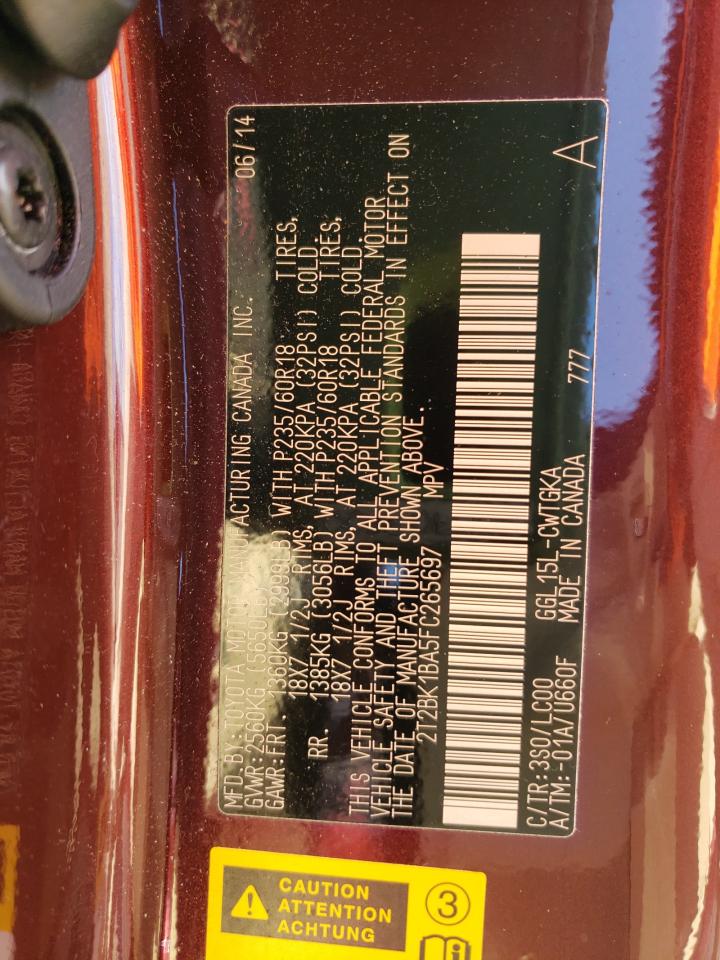 MFD.BY:TOYOTA MOTOR MANUFACTURING CANADA INC. 06/14
GVWR:2560KG (5650LB)
GAWR:FRT. 1360KG (2999LB) WITH P235/60R18 TIRES,
18X7 1/2J RIMS, AT 220KPA (32PSI) COLD.
RR. 1385KG (3056LB) WITH P235/60R18 TIRES,
18X7 1/2J RIMS, AT 220KPA (32PSI) COLD.
THIS VEHICLE CONFORMS TO ALL APPLICABLE FEDERAL MOTOR
VEHICLE SAFETY AND THEFT PREVENTION STANDARDS IN EFFECT ON
THE DATE OF MANUFACTURE SHOWN ABOVE.
2T2BK1BA5FC265697 MPV
C/TR:3S0/LC00 GGL15L-CWTGKA 777 A
A/TM:-01A/U660F MADE IN CANADA
CAUTION
ATTENTION
ACHTUNG
3